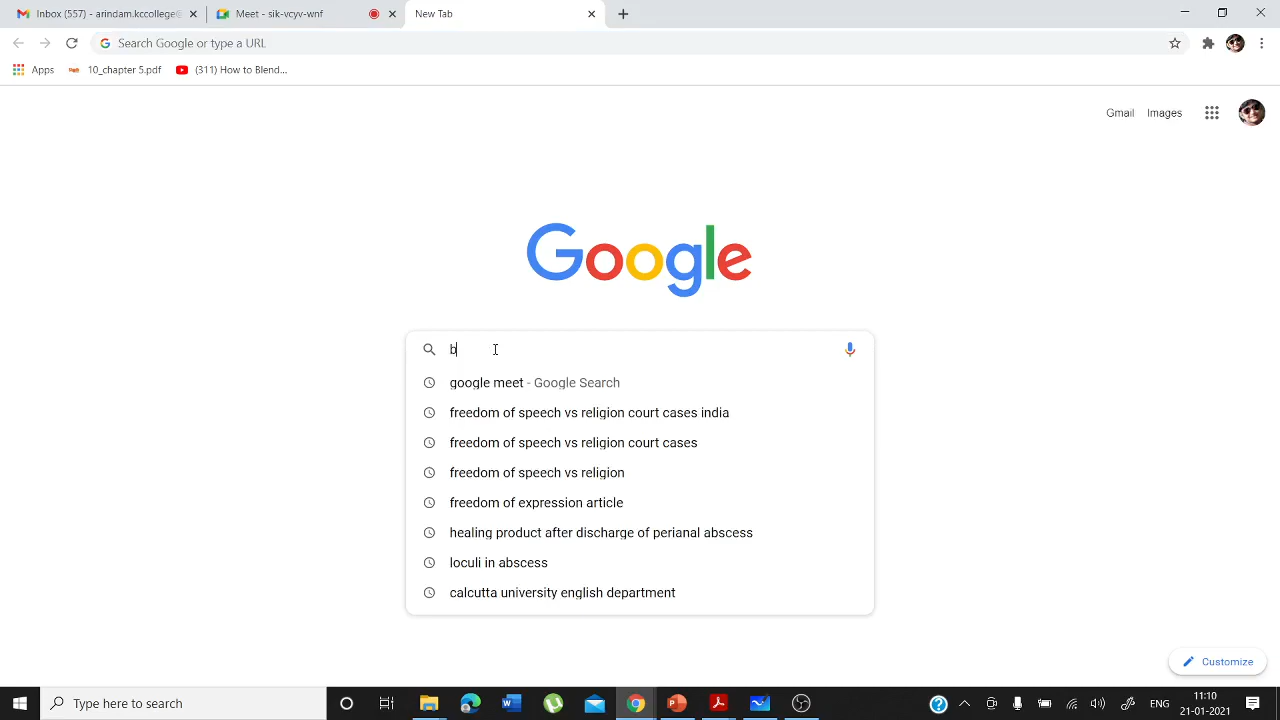 Inbox (557) - arindam.kccollege@
Meet - sik-vcyv-wnf
New Tab
Search Google or type a URL
Apps
10_chapter 5.pdf
(311) How to Blend...
Gmail
Images
Google
b
google meet - Google Search
freedom of speech vs religion court cases india
freedom of speech vs religion court cases
freedom of speech vs religion
freedom of expression article
healing product after discharge of perianal abscess
loculi in abscess
calcutta university english department
Customize
Type here to search
ENG
11:10
21-01-2021